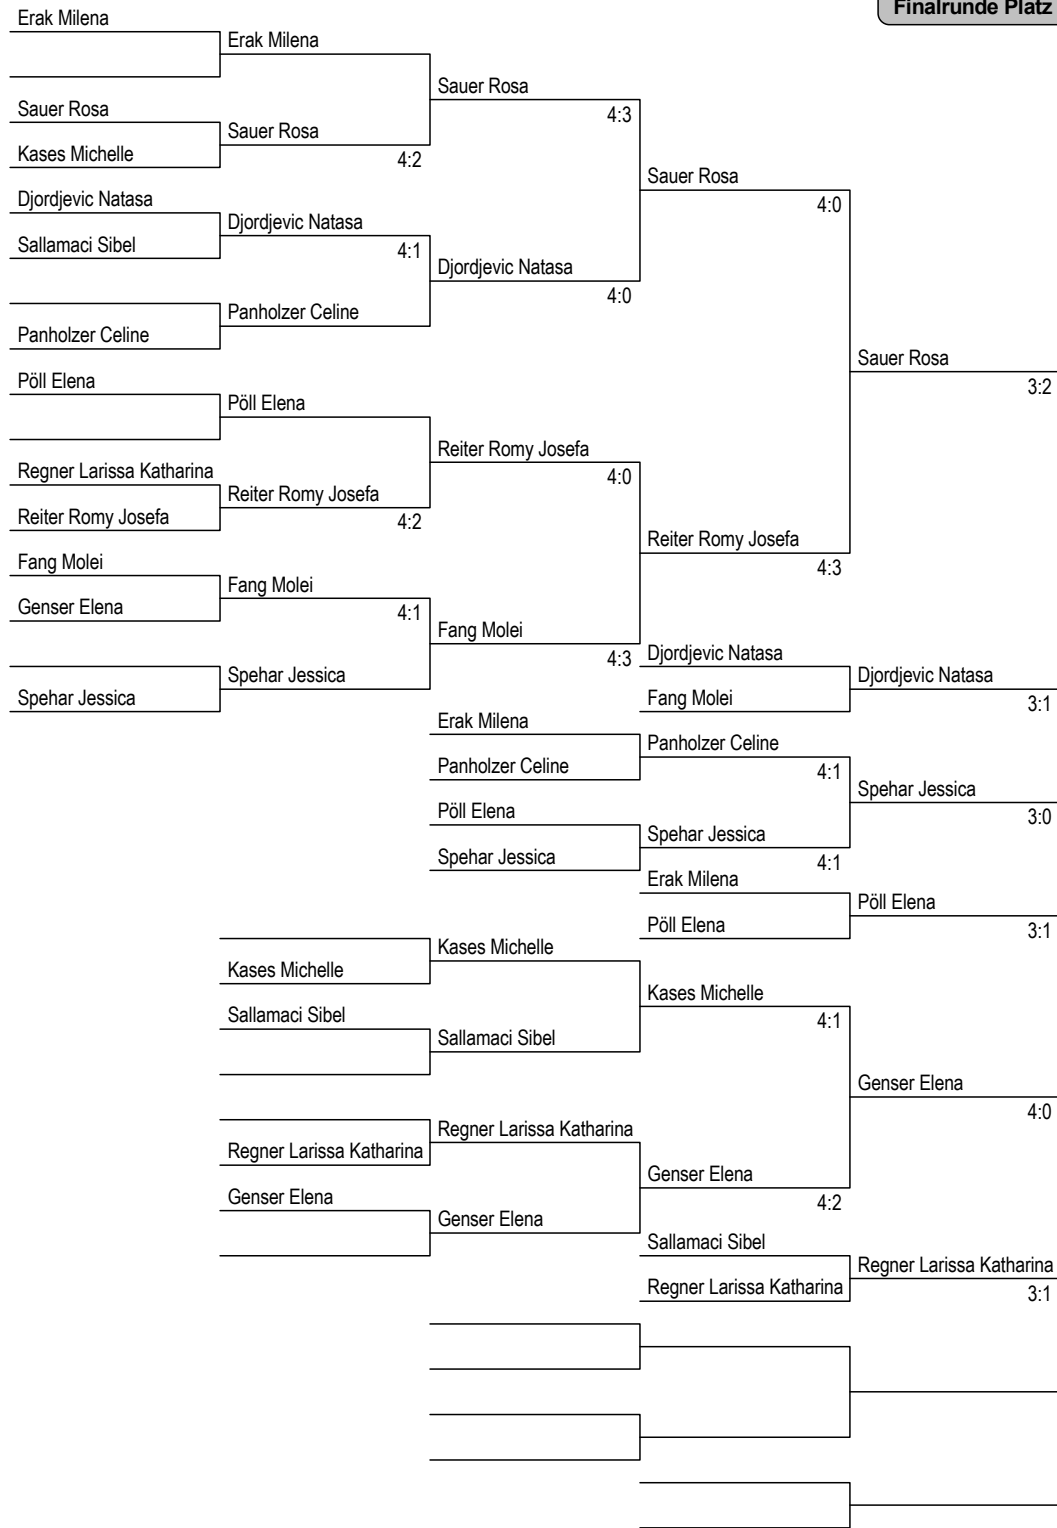 Finalrunde Platz
Erak Milena
Erak Milena
Sauer Rosa
4:3
Sauer Rosa
Sauer Rosa
4:2
Kases Michelle
Sauer Rosa
4:0
Djordjevic Natasa
Djordjevic Natasa
4:1
Sallamaci Sibel
Djordjevic Natasa
4:0
Panholzer Celine
Panholzer Celine
Sauer Rosa
3:2
Pöll Elena
Pöll Elena
Reiter Romy Josefa
4:0
Regner Larissa Katharina
Reiter Romy Josefa
4:2
Reiter Romy Josefa
Reiter Romy Josefa
4:3
Fang Molei
Fang Molei
4:1
Genser Elena
Fang Molei
4:3
Spehar Jessica
Spehar Jessica
Djordjevic Natasa
Djordjevic Natasa
3:1
Fang Molei
Erak Milena
Panholzer Celine
4:1
Panholzer Celine
Spehar Jessica
3:0
Pöll Elena
Spehar Jessica
4:1
Spehar Jessica
Erak Milena
Pöll Elena
3:1
Pöll Elena
Kases Michelle
Kases Michelle
Kases Michelle
4:1
Sallamaci Sibel
Sallamaci Sibel
Genser Elena
4:0
Regner Larissa Katharina
Regner Larissa Katharina
Genser Elena
4:2
Genser Elena
Genser Elena
Sallamaci Sibel
Regner Larissa Katharina
3:1
Regner Larissa Katharina